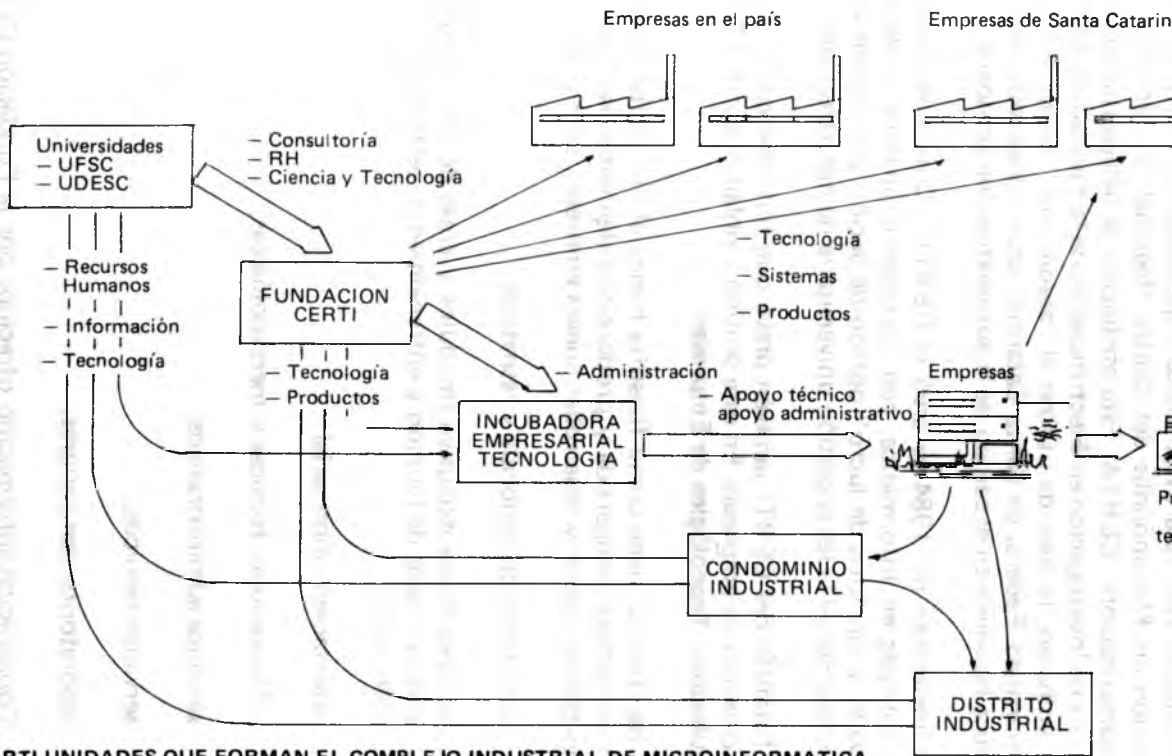 Empresas en el país
Empresas de Santa Catarin
Universidades
— UFSC
— UDESC
— Consultoría
— RH
— Ciencia y Tecnología
— Recursos
Humanos
— Información
— Tecnología
FUNDACION
CERTI
— Tecnología
— Sistemas
— Productos
— Tecnología
— Productos
— Administración
INCUBADORA
EMPRESARIAL
TECNOLOGIA
— Apoyo técnico
apoyo administrativo
Empresas
CONDOMINIO
INDUSTRIAL
DISTRITO
INDUSTRIAL
UNIDADES QUE FORMAN EL COMPLEJO INDUSTRIAL DE MICROINFORMATICA